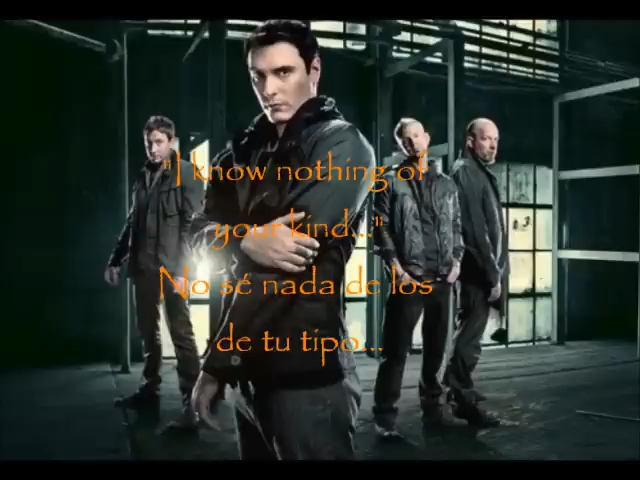 "I know nothing of
your kind..."
No sé nada de los
de tu tipo...